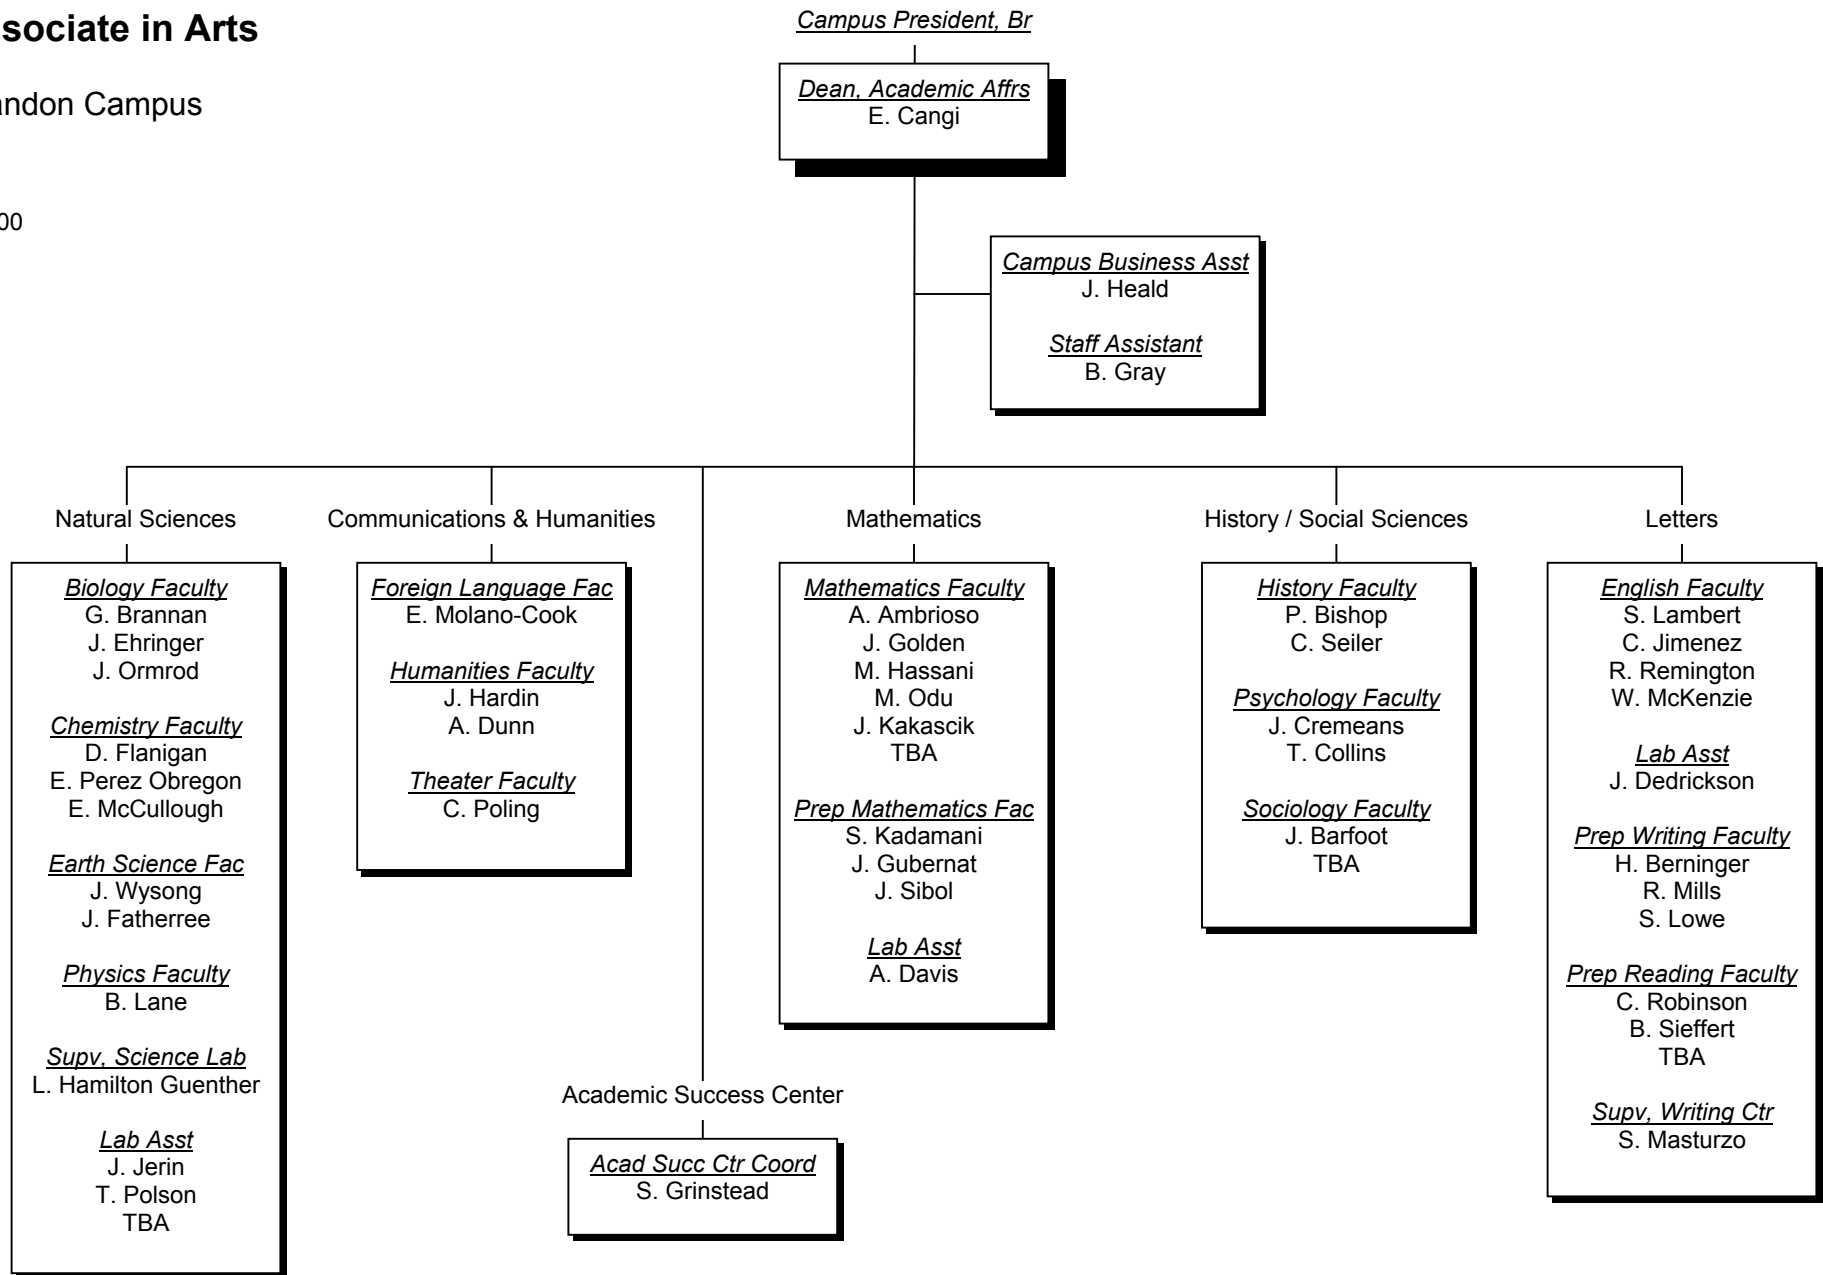 sociate in Arts
andon Campus
00
Campus President, Br
Dean, Academic Affrs
E. Cangi
Campus Business Asst
J. Heald
Staff Assistant
B. Gray
Natural Sciences
Biology Faculty
G. Brannan
J. Ehringer
J. Ormrod
Chemistry Faculty
D. Flanigan
E. Perez Obregon
E. McCullough
Earth Science Fac
J. Wysong
J. Fatherree
Physics Faculty
B. Lane
Supv, Science Lab
L. Hamilton Guenther
Lab Asst
J. Jerin
T. Polson
TBA
Communications & Humanities
Foreign Language Fac
E. Molano-Cook
Humanities Faculty
J. Hardin
A. Dunn
Theater Faculty
C. Poling
Academic Success Center
Acad Succ Ctr Coord
S. Grinstead
Mathematics
Mathematics Faculty
A. Ambrioso
J. Golden
M. Hassani
M. Odu
J. Kakascik
TBA
Prep Mathematics Fac
S. Kadamani
J. Gubernat
J. Sibol
Lab Asst
A. Davis
History / Social Sciences
History Faculty
P. Bishop
C. Seiler
Psychology Faculty
J. Cremeans
T. Collins
Sociology Faculty
J. Barfoot
TBA
Letters
English Faculty
S. Lambert
C. Jimenez
R. Remington
W. McKenzie
Lab Asst
J. Dedrickson
Prep Writing Faculty
H. Berninger
R. Mills
S. Lowe
Prep Reading Faculty
C. Robinson
B. Sieffert
TBA
Supv, Writing Ctr
S. Masturzo